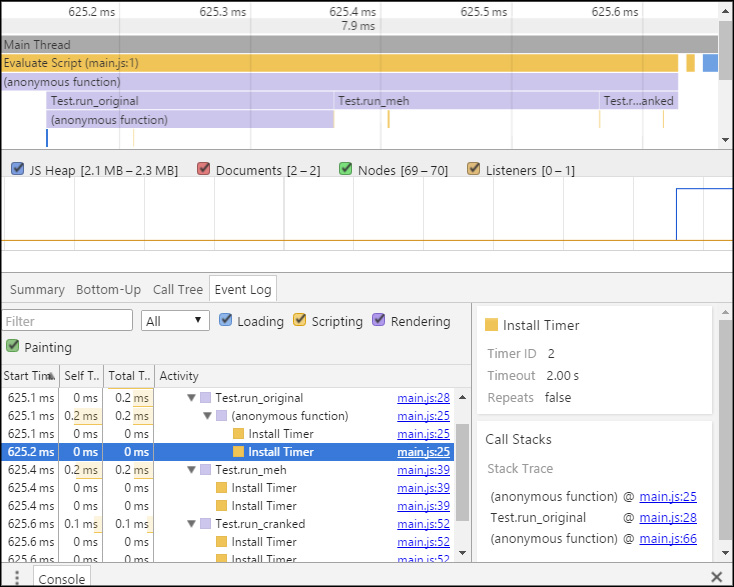 625.2 ms 625.3 ms 625.4 ms 625.5 ms 625.6 ms
7.9 ms
Main Thread
Evaluate Script (main.js:1)
(anonymous function)
Test.run_original Test.run_meh Test.r...anked
(anonymous function)
JS Heap [2.1 MB – 2.3 MB] Documents [2 – 2] Nodes [69 – 70] Listeners [0 – 1]
Summary Bottom-Up Call Tree Event Log
Filter All Loading Scripting Rendering
Painting
Start Tim Self T.. Total T.. Activity
625.1 ms 0 ms 0.2 ms Test.run_original main.js:28
625.1 ms 0.2 ms 0.2 ms (anonymous function) main.js:25
625.1 ms 0 ms 0 ms Install Timer main.js:25
625.2 ms 0 ms 0 ms Install Timer main.js:25
625.4 ms 0.2 ms 0.2 ms Test.run_meh main.js:39
625.4 ms 0 ms 0 ms Install Timer main.js:39
625.4 ms 0 ms 0 ms Install Timer main.js:39
625.6 ms 0.1 ms 0.1 ms Test.run_cranked main.js:52
625.6 ms 0 ms 0 ms Install Timer main.js:52
625.6 ms 0 ms 0 ms Install Timer main.js:52
Install Timer
Timer ID 2
Timeout 2.00 s
Repeats false
Call Stacks
Stack Trace
(anonymous function) @ main.js:25
Test.run_original @ main.js:28
(anonymous function) @ main.js:66
Console